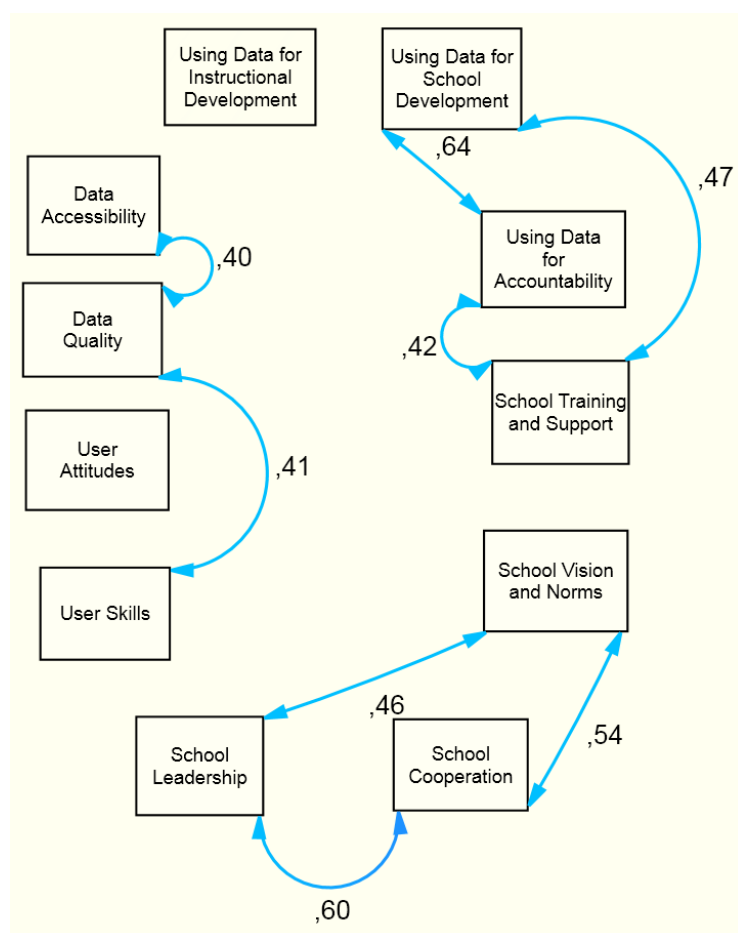 Using Data for
Instructional
Development
Using Data for
School
Development
,64
,47
Data
Accessibility
,40
Using Data
for
Accountability
Data
Quality
,42
School Training
and Support
User
Attitudes
,41
School Vision
and Norms
User Skills
,46
,54
School
Leadership
School
Cooperation
,60